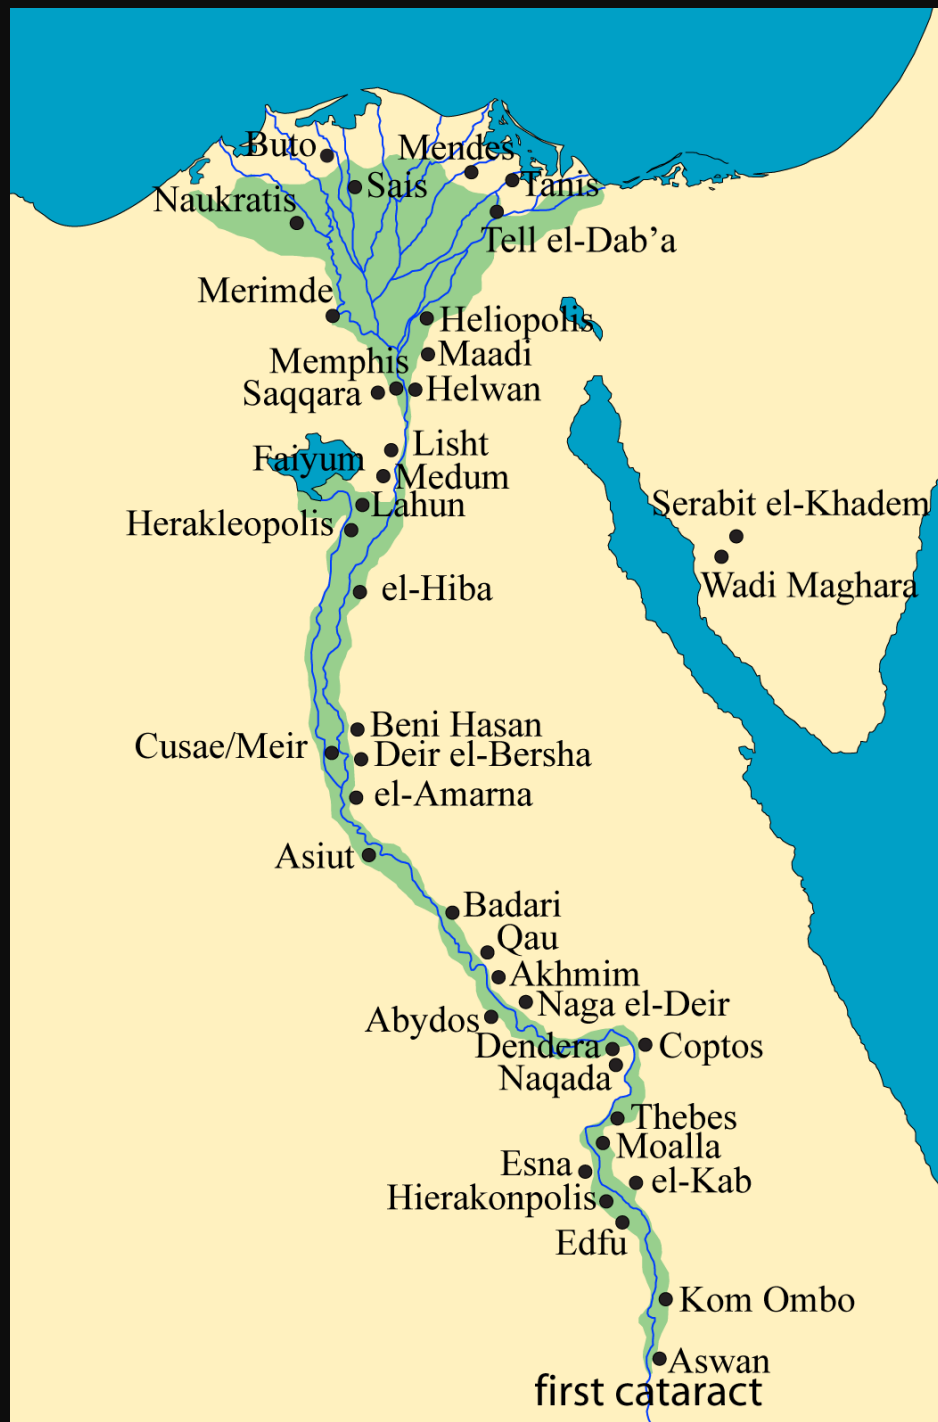 Buto
Mendes
Sais
Tanis
Naukratis
Tell el-Dab’a
Merimde
Heliopolis
Memphis
Maadi
Saqqara
Helwan
Lisht
Faiyum
Medum
Lahun
Serabit el-Khadem
Herakleopolis
Wadi Maghara
el-Hiba
Beni Hasan
Cusae/Meir
Deir el-Bersha
el-Amarna
Asiut
Badari
Qau
Akhmim
Naga el-Deir
Abydos
Dendera
Coptos
Naqada
Thebes
Moalla
Esna
el-Kab
Hierakonpolis
Edfu
Kom Ombo
Aswan
first cataract